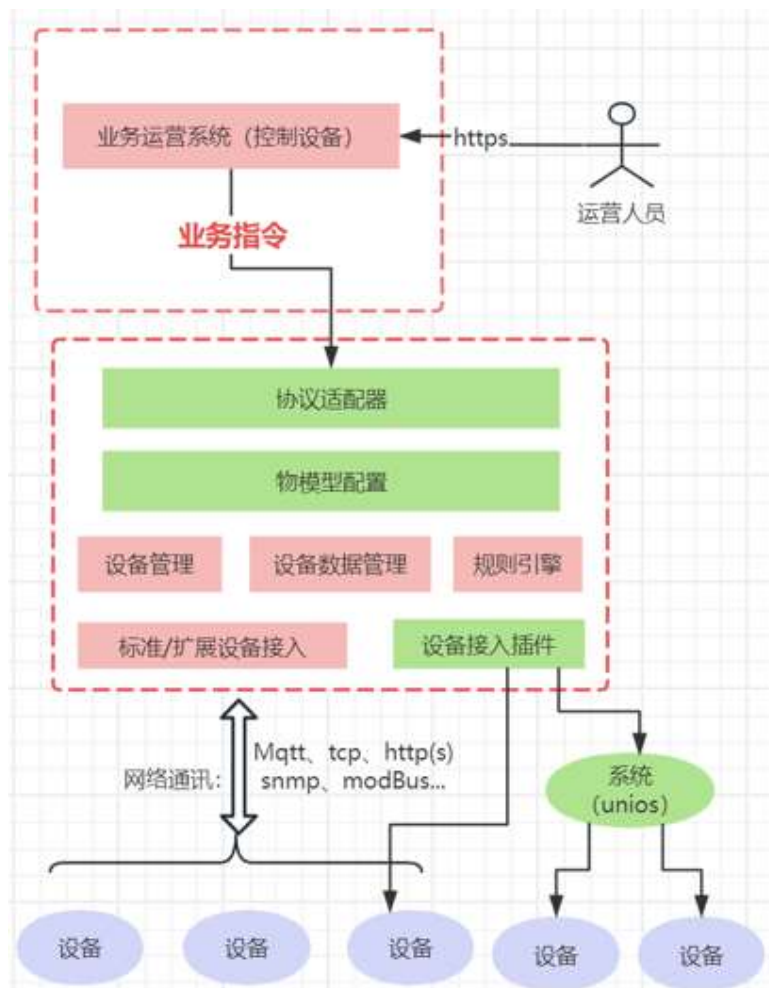 业务运营系统（控制设备）
https
运营人员
业务指令
协议适配器
物模型配置
设备管理
设备数据管理
规则引擎
标准/扩展设备接入
设备接入插件
网络通讯：
Mqtt、tcp、http(s)
snmp、modBus...
系统
（unios）
设备
设备
设备
设备
设备